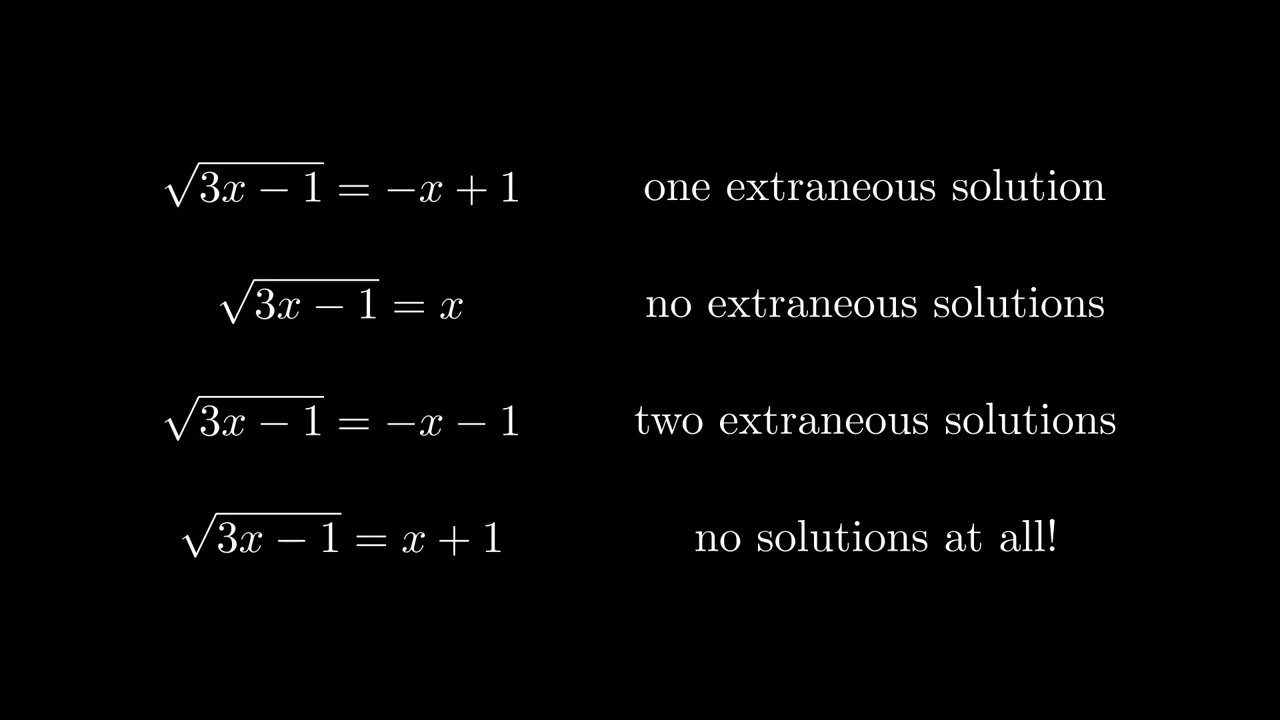 √(3x − 1) = −x + 1 one extraneous solution
√(3x − 1) = x no extraneous solutions
√(3x − 1) = −x − 1 two extraneous solutions
√(3x − 1) = x + 1 no solutions at all!